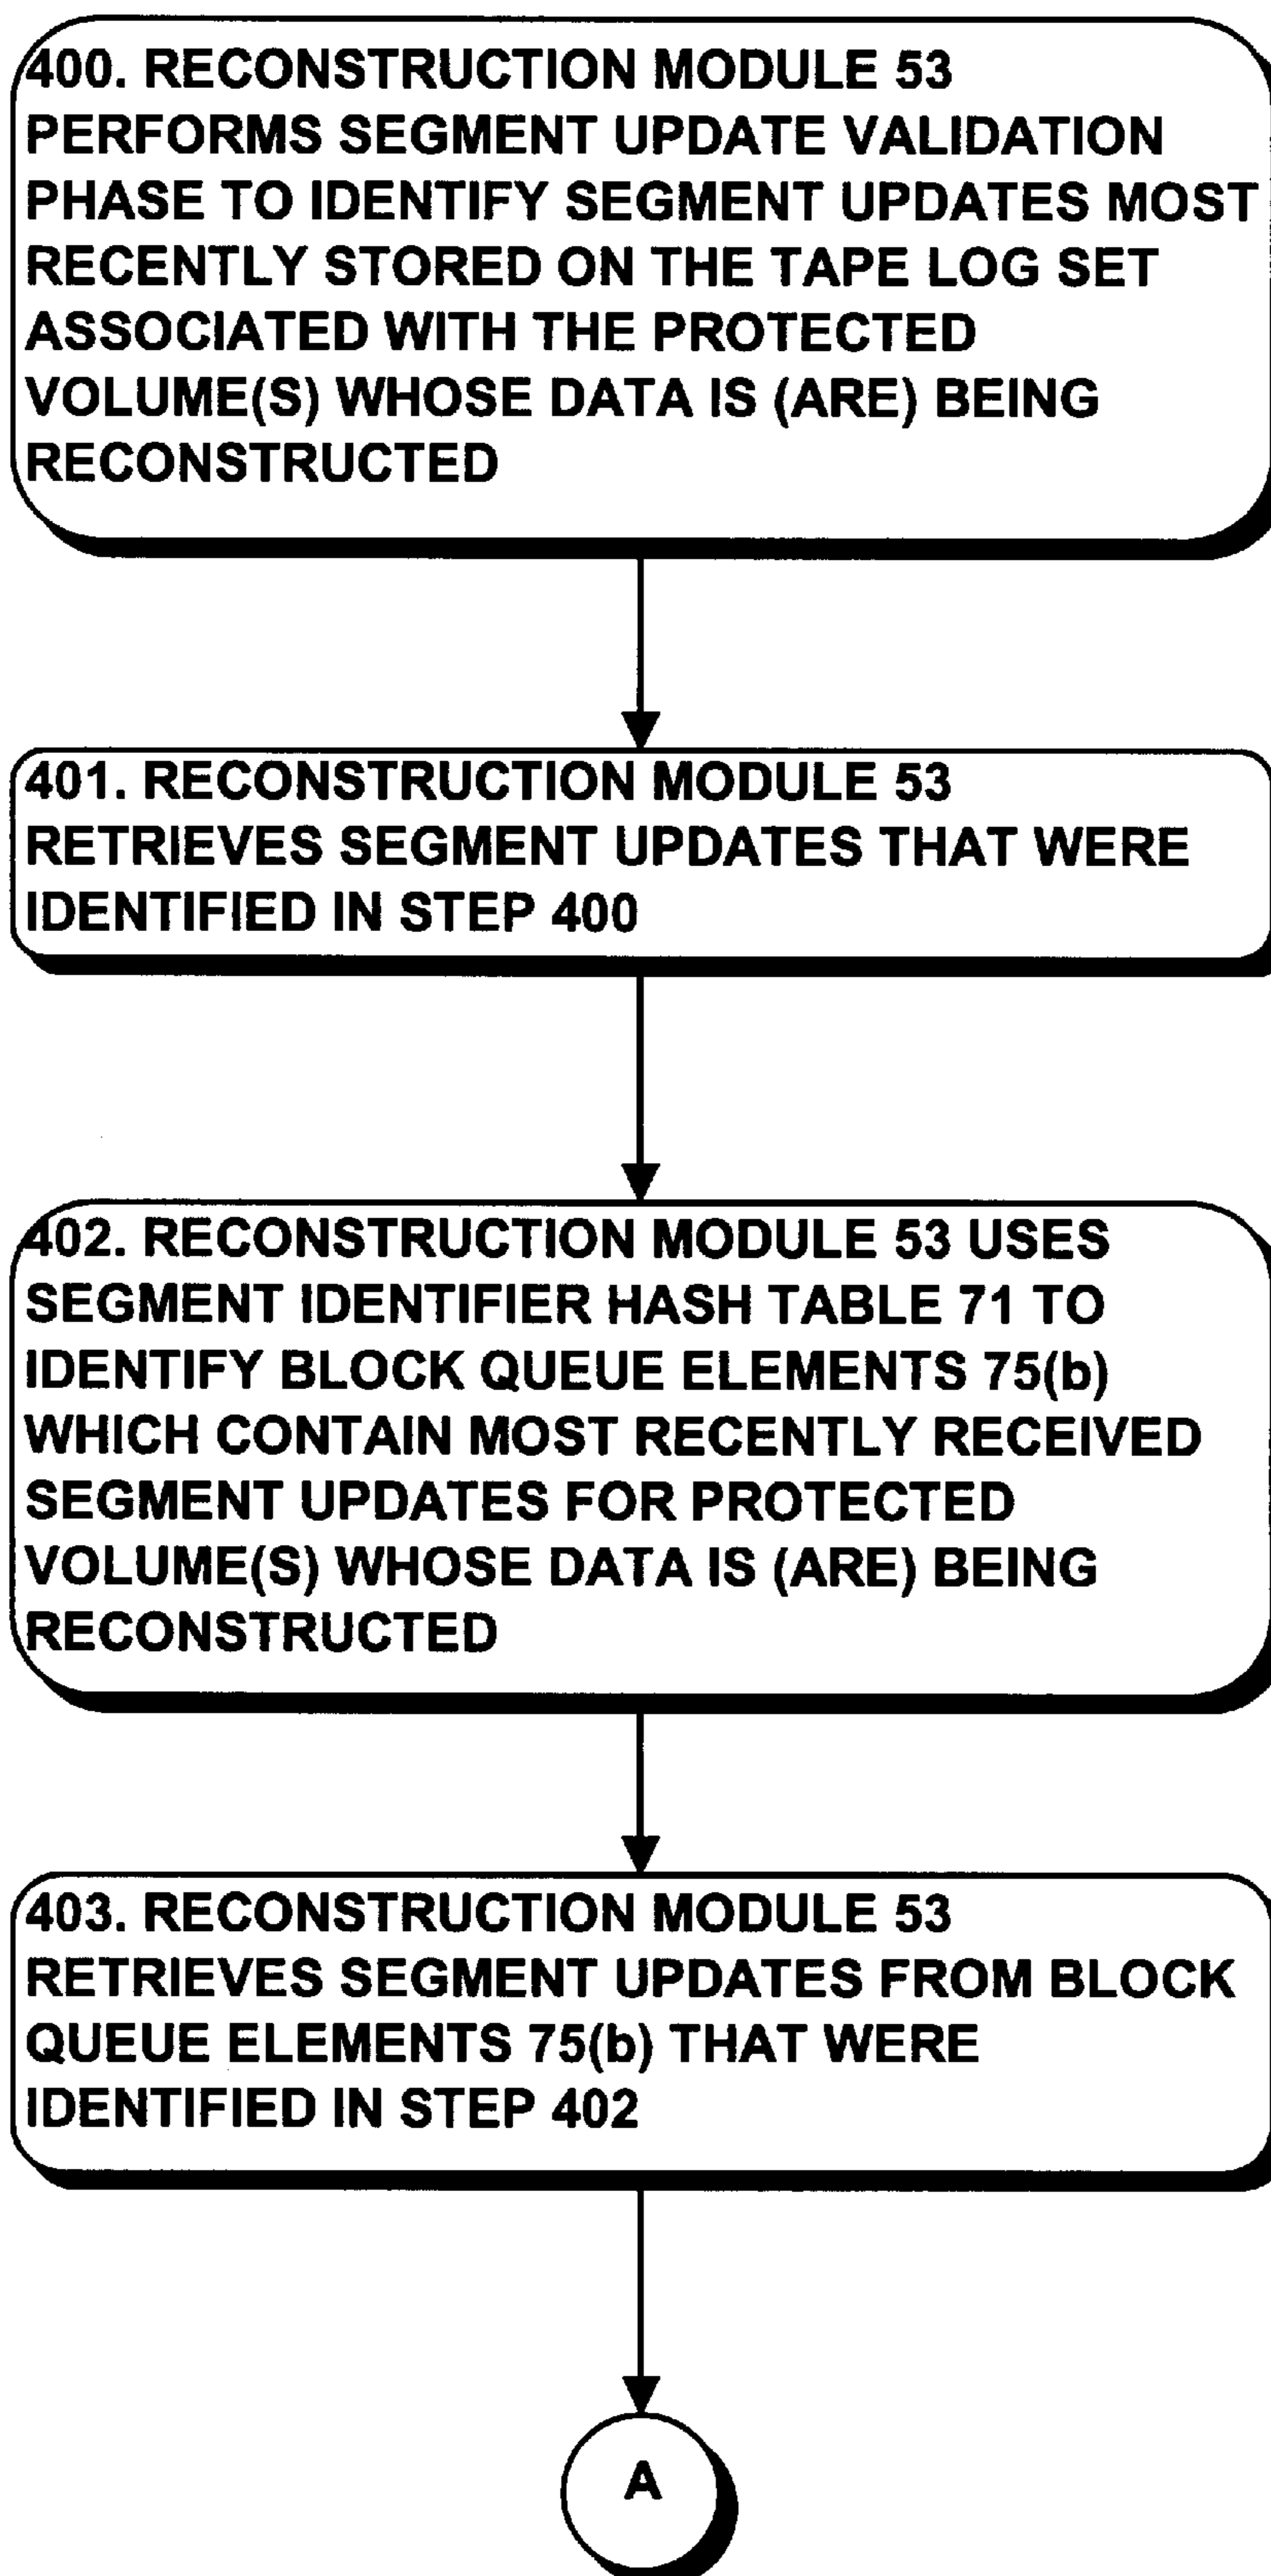 400. RECONSTRUCTION MODULE 53
PERFORMS SEGMENT UPDATE VALIDATION
PHASE TO IDENTIFY SEGMENT UPDATES MOST
RECENTLY STORED ON THE TAPE LOG SET
ASSOCIATED WITH THE PROTECTED
VOLUME(S) WHOSE DATA IS (ARE) BEING
RECONSTRUCTED
401. RECONSTRUCTION MODULE 53
RETRIEVES SEGMENT UPDATES THAT WERE
IDENTIFIED IN STEP 400
402. RECONSTRUCTION MODULE 53 USES
SEGMENT IDENTIFIER HASH TABLE 71 TO
IDENTIFY BLOCK QUEUE ELEMENTS 75(b)
WHICH CONTAIN MOST RECENTLY RECEIVED
SEGMENT UPDATES FOR PROTECTED
VOLUME(S) WHOSE DATA IS (ARE) BEING
RECONSTRUCTED
403. RECONSTRUCTION MODULE 53
RETRIEVES SEGMENT UPDATES FROM BLOCK
QUEUE ELEMENTS 75(b) THAT WERE
IDENTIFIED IN STEP 402
A